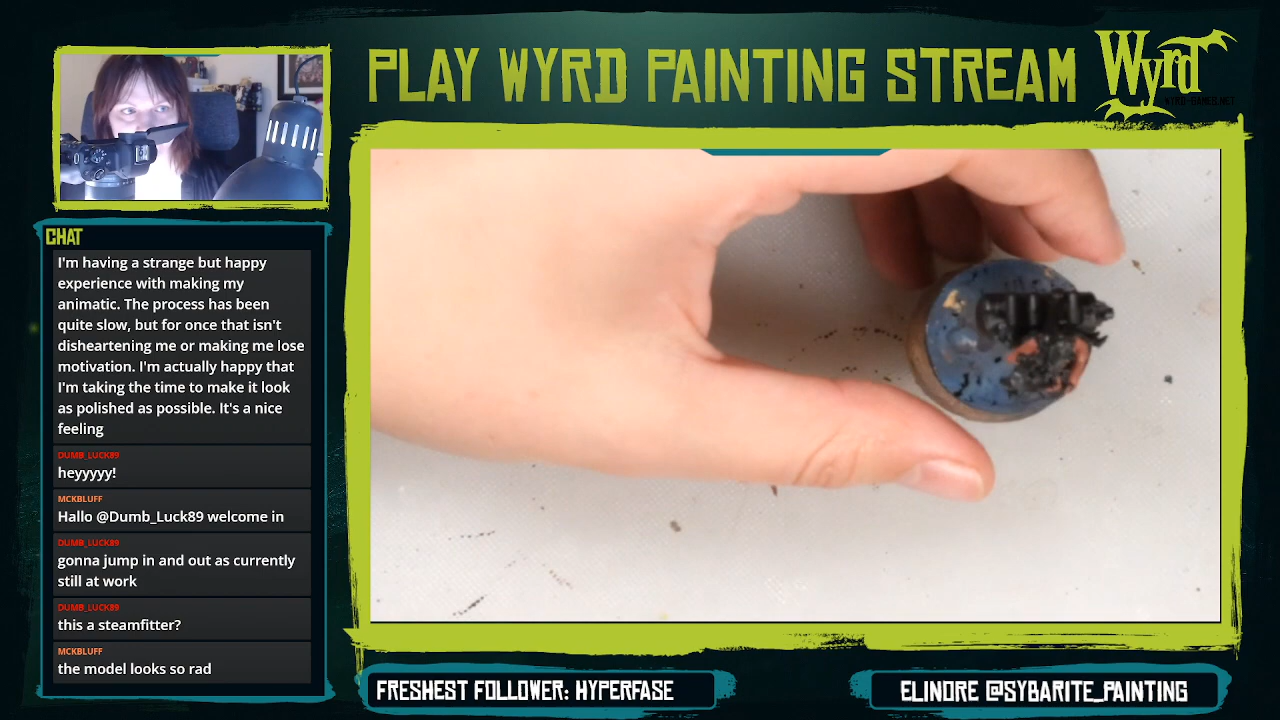 PLAY WYRD PAINTING STREAM
Wyrd
WYRD-GAMES.NET
CHAT
I'm having a strange but happy
experience with making my
animatic. The process has been
quite slow, but for once that isn't
disheartening me or making me lose
motivation. I'm actually happy that
I'm taking the time to make it look
as polished as possible. It's a nice
feeling
DUMB_LUCK89
heyyyyy!
MCKBLUFF
Hallo @Dumb_Luck89 welcome in
DUMB_LUCK89
gonna jump in and out as currently
still at work
DUMB_LUCK89
this a steamfitter?
MCKBLUFF
the model looks so rad
FRESHEST FOLLOWER: HYPERFASE
ELINORE @SYBARITE_PAINTING